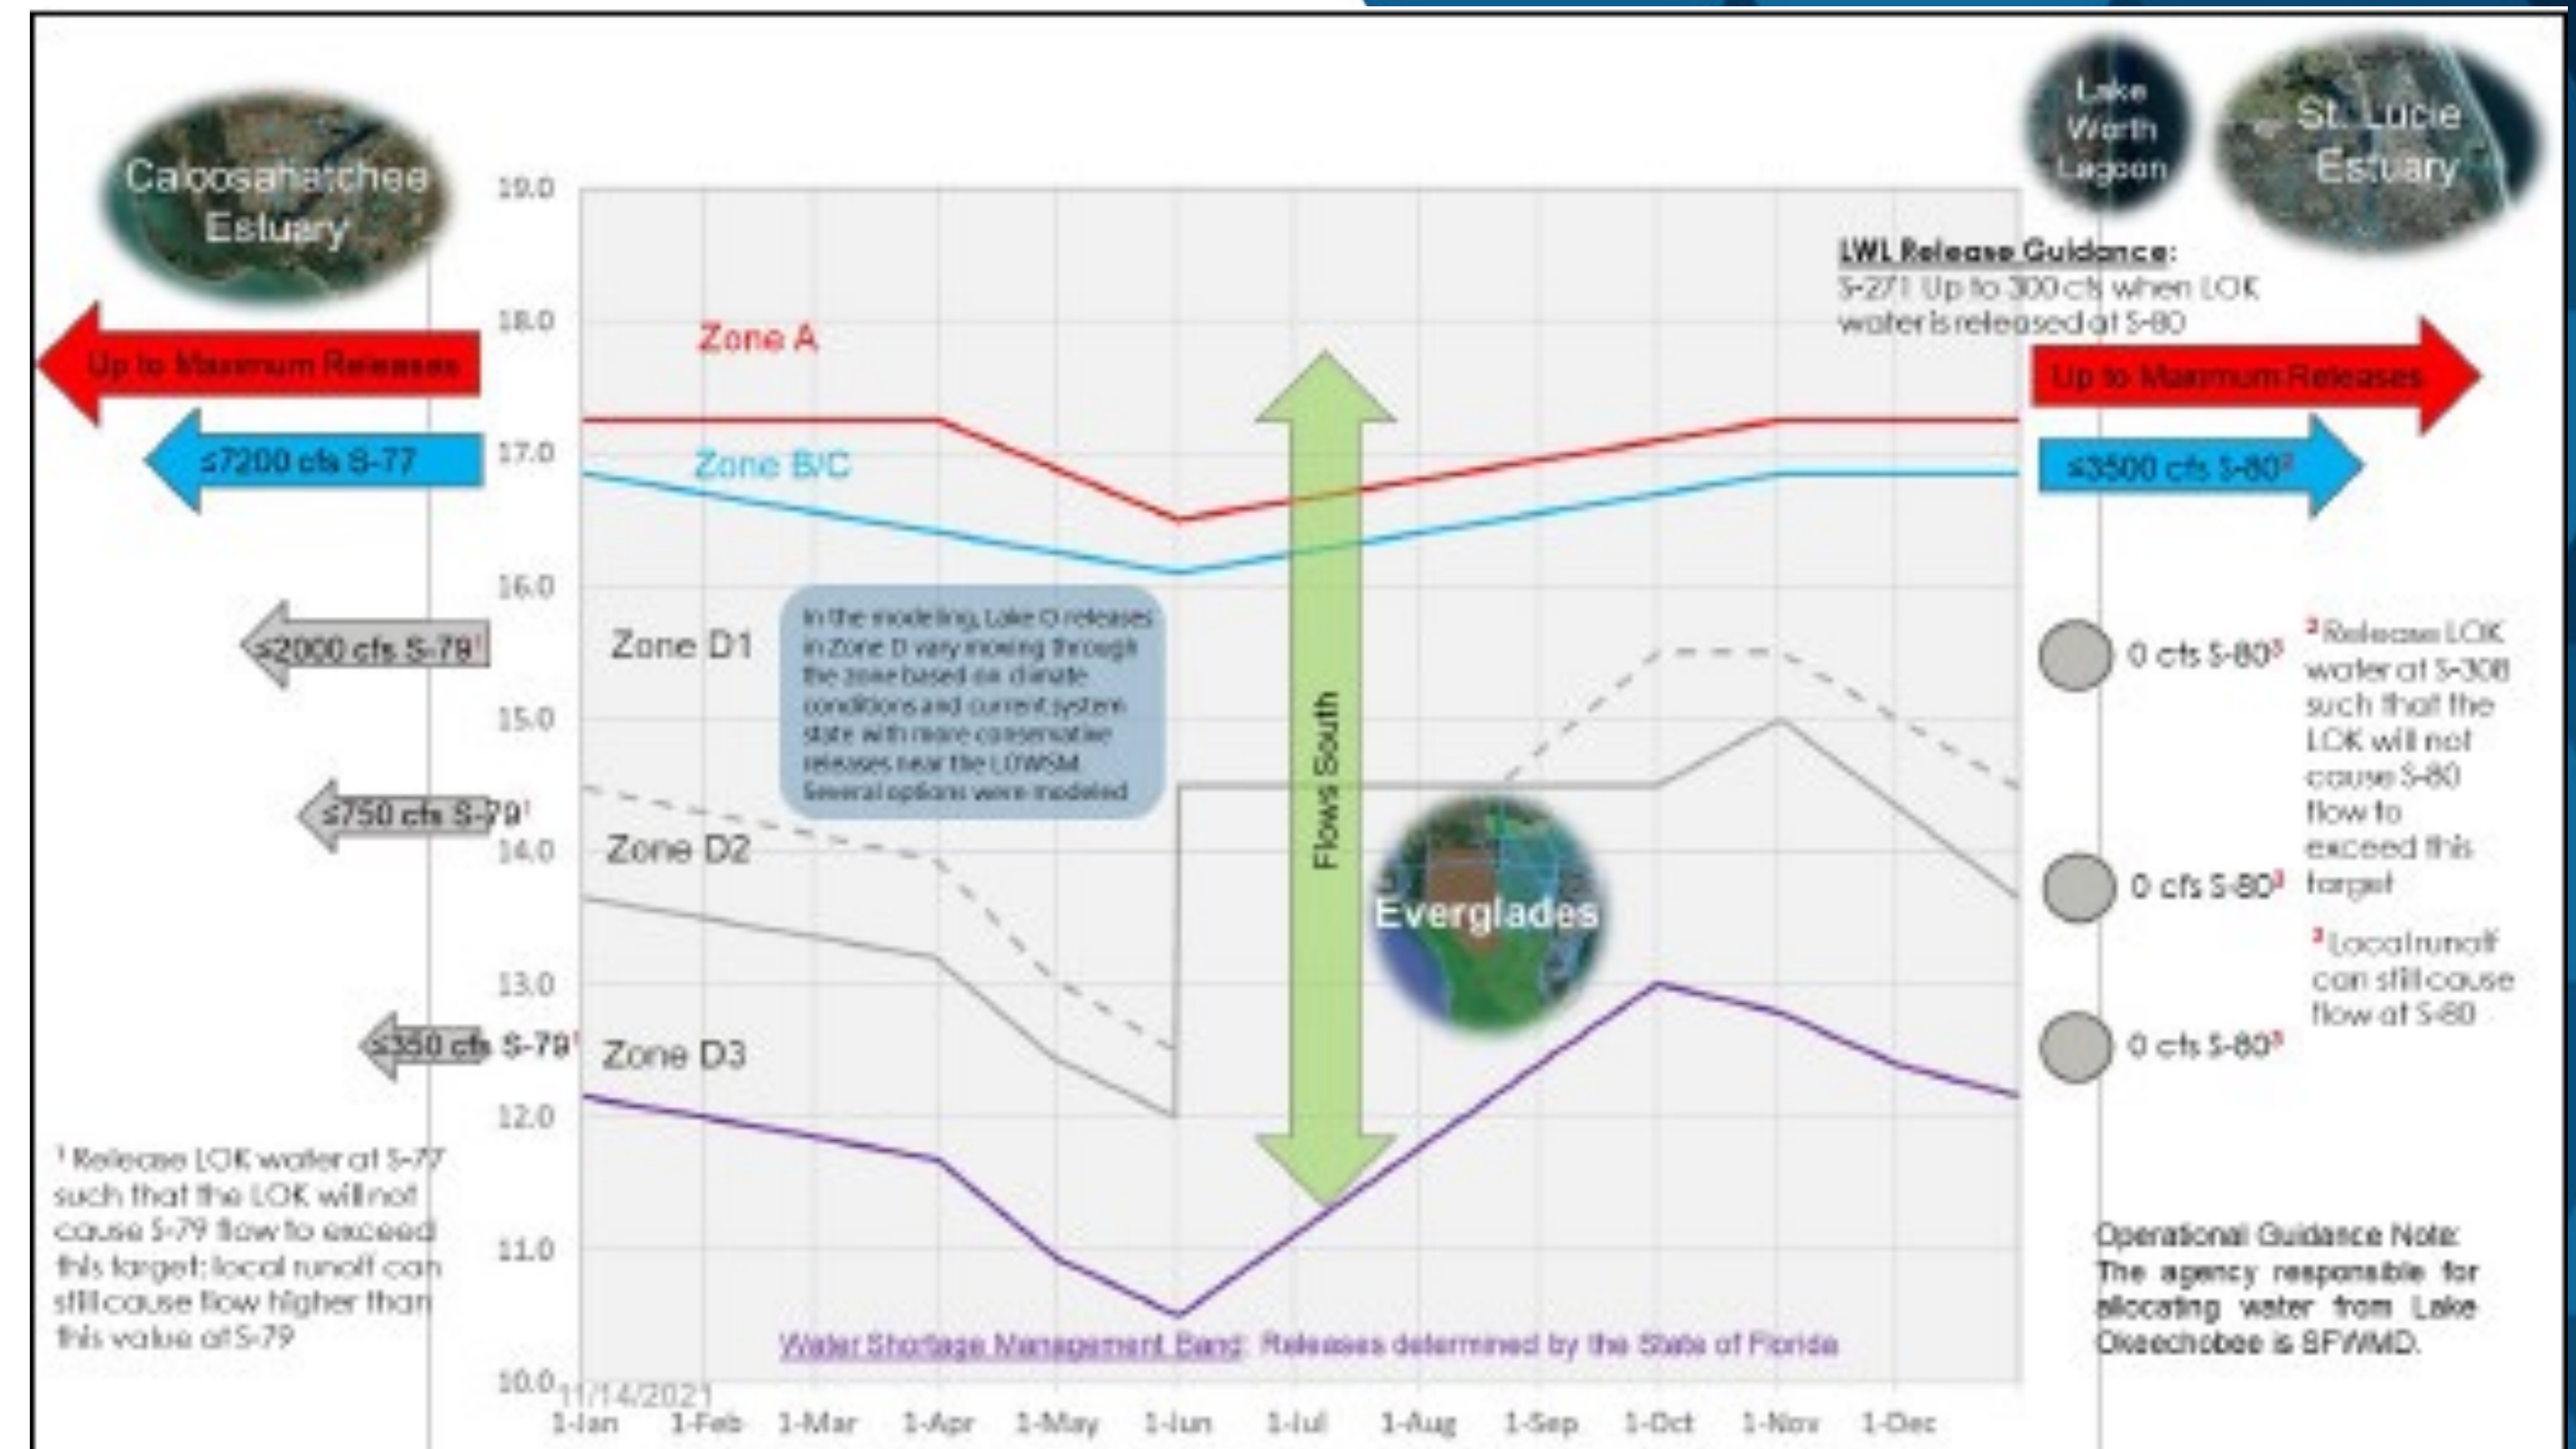 Caloosahatchee
Estuary
Lake
Worth
Lagoon
St. Lucie
Estuary
LWL Release Guidance:
S-271 Up to 300 cfs when LOK
water is released at S-80
Up to Maximum Releases
≤7200 cfs S-77
≤2000 cfs S-79¹
≤750 cfs S-79¹
≤350 cfs S-79¹
¹ Release LOK water at S-77
such that the LOK will not
cause S-79 flow to exceed
this target; local runoff can
still cause flow higher than
this value at S-79
19.0
18.0
17.0
16.0
15.0
14.0
13.0
12.0
11.0
10.0
Zone A
Zone B/C
Zone D1
Zone D2
Zone D3
In the modeling, Lake O releases
in Zone D vary moving through
the zone based on climate
conditions and current system
state with more conservative
releases near the LOWSM.
Several options were modeled
Flows South
Everglades
Water Shortage Management Band: Releases determined by the State of Florida
11/14/2021
1-Jan 1-Feb 1-Mar 1-Apr 1-May 1-Jun 1-Jul 1-Aug 1-Sep 1-Oct 1-Nov 1-Dec
Up to Maximum Releases
≤3500 cfs S-80²
0 cfs S-80³
0 cfs S-80³
0 cfs S-80³
² Release LOK
water at S-308
such that the
LOK will not
cause S-80
flow to
exceed this
target
³ Local runoff
can still cause
flow at S-80
Operational Guidance Note:
The agency responsible for
allocating water from Lake
Okeechobee is SFWMD.